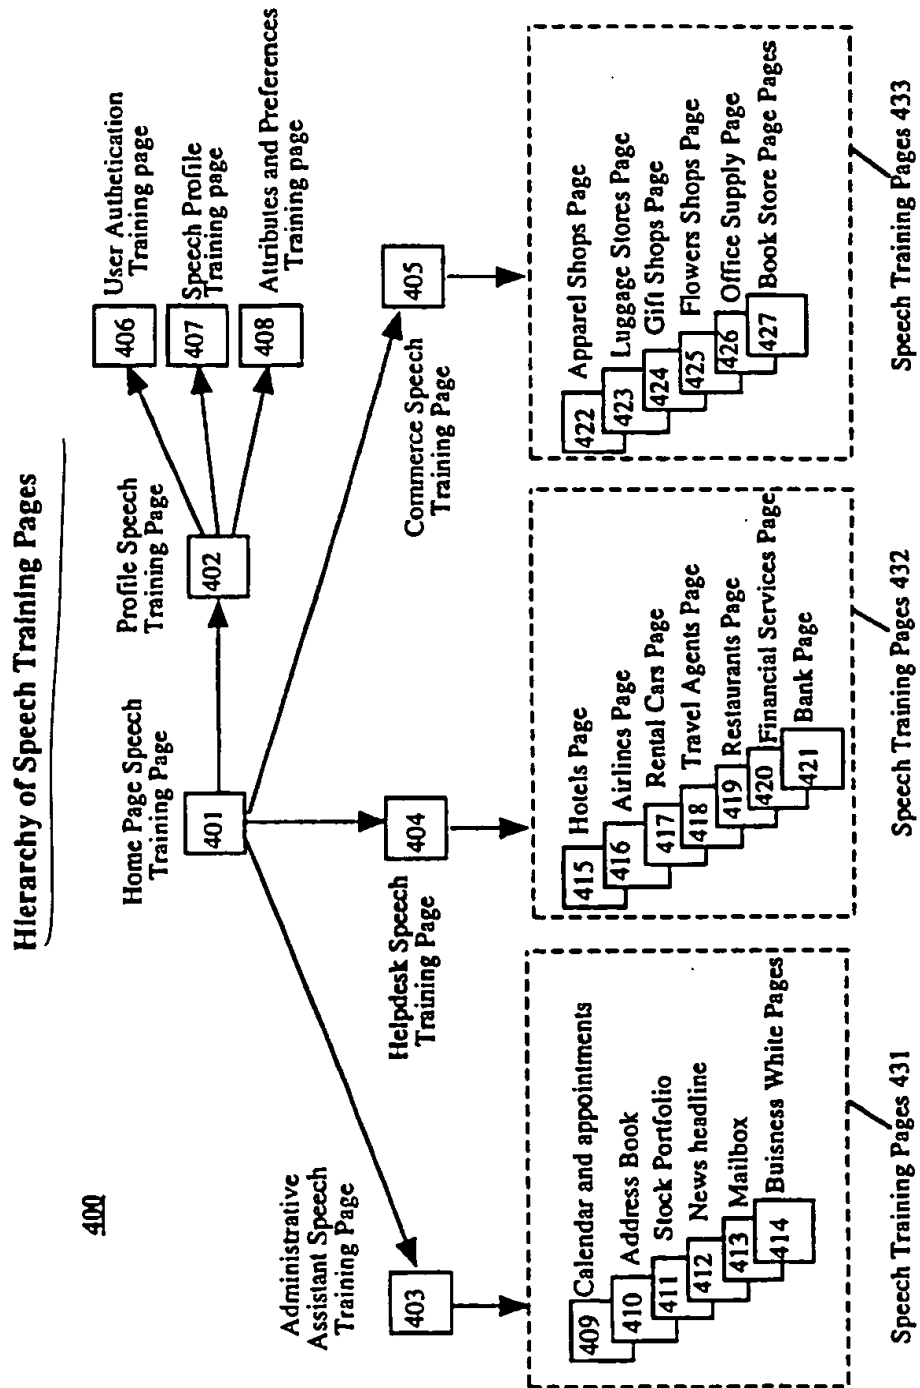 Hierarchy of Speech Training Pages
400
Home Page Speech
Training Page
401
Profile Speech
Training Page
402
406
User Authetication
Training page
407
Speech Profile
Training page
408
Attributes and Preferences
Training page
Administrative
Assistant Speech
Training Page
403
Helpdesk Speech
Training Page
404
Commerce Speech
Training Page
405
409 Calendar and appointments
410 Address Book
411 Stock Portfolio
412 News headline
413 Mailbox
414 Buisness White Pages
Speech Training Pages 431
415 Hotels Page
416 Airlines Page
417 Rental Cars Page
418 Travel Agents Page
419 Restaurants Page
420 Financial Services Page
421 Bank Page
Speech Training Pages 432
422 Apparel Shops Page
423 Luggage Stores Page
424 Gift Shops Page
425 Flowers Shops Page
426 Office Supply Page
427 Book Store Page Pages
Speech Training Pages 433